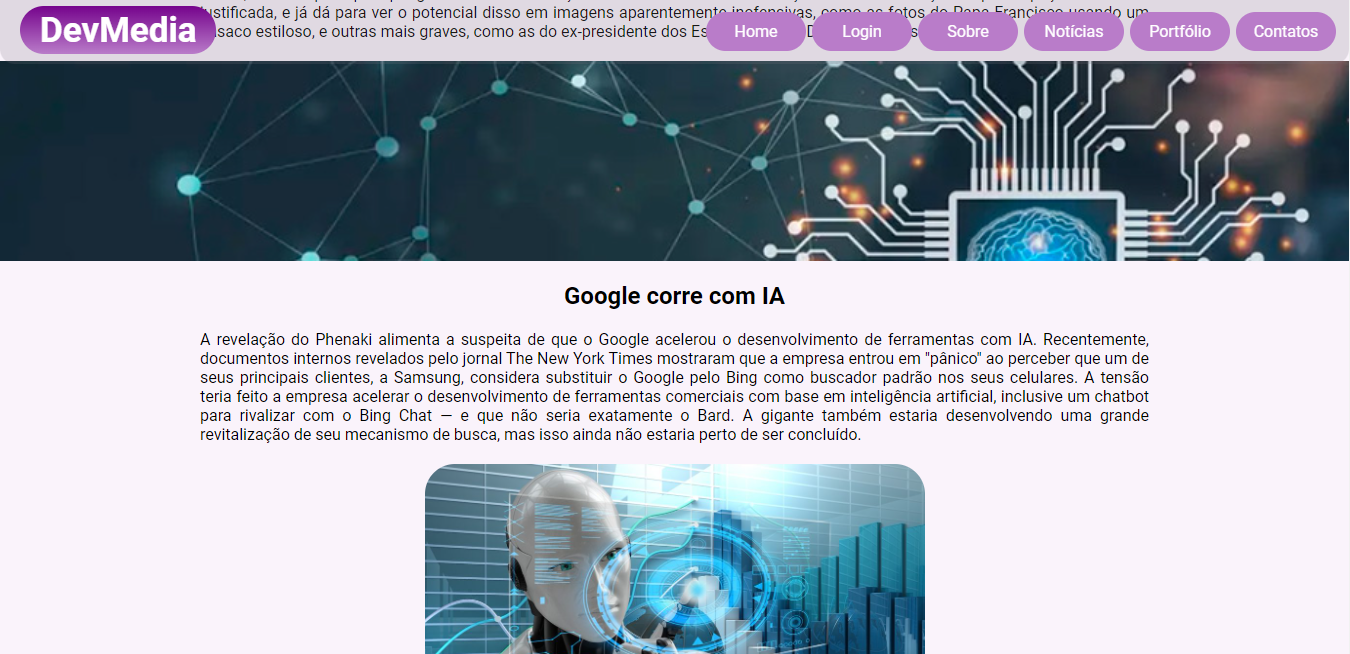 DevMedia
Home
Login
Sobre
Notícias
Portfólio
Contatos
justificada, e já dá para ver o potencial disso em imagens aparentemente inofensivas, como as fotos do Papa Francisco usando um
casaco estiloso, e outras mais graves, como as do ex-presidente dos
Google corre com IA
A revelação do Phenaki alimenta a suspeita de que o Google acelerou o desenvolvimento de ferramentas com IA. Recentemente,
documentos internos revelados pelo jornal The New York Times mostraram que a empresa entrou em "pânico" ao perceber que um de
seus principais clientes, a Samsung, considera substituir o Google pelo Bing como buscador padrão nos seus celulares. A tensão
teria feito a empresa acelerar o desenvolvimento de ferramentas comerciais com base em inteligência artificial, inclusive um chatbot
para rivalizar com o Bing Chat — e que não seria exatamente o Bard. A gigante também estaria desenvolvendo uma grande
revitalização de seu mecanismo de busca, mas isso ainda não estaria perto de ser concluído.